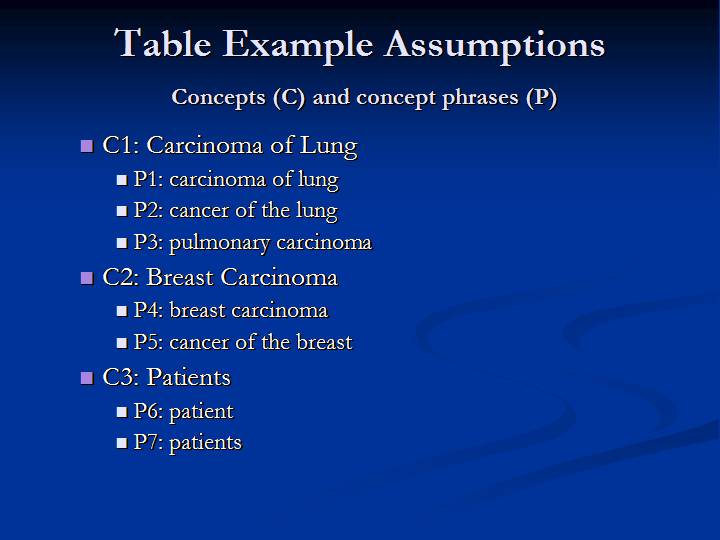 Table Example Assumptions
Concepts (C) and concept phrases (P)
C1: Carcinoma of Lung
P1: carcinoma of lung
P2: cancer of the lung
P3: pulmonary carcinoma
C2: Breast Carcinoma
P4: breast carcinoma
P5: cancer of the breast
C3: Patients
P6: patient
P7: patients